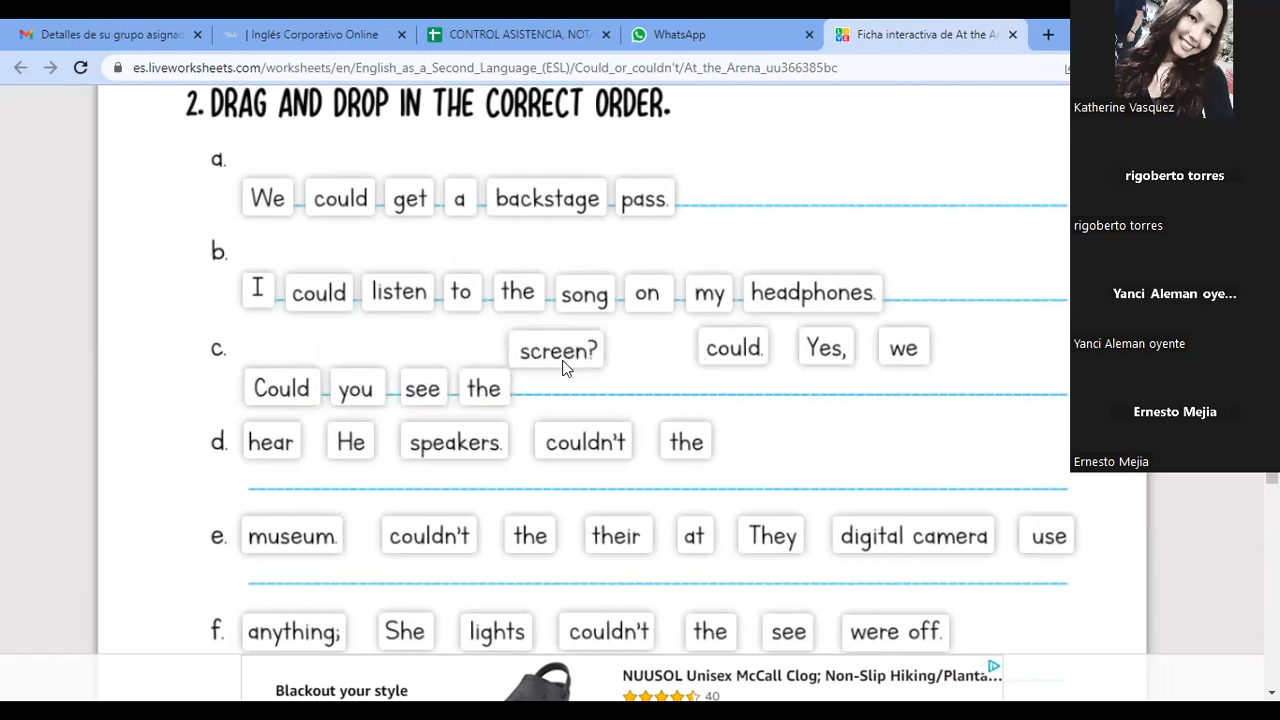 Detalles de su grupo asignad
| Inglés Corporativo Online
CONTROL ASISTENCIA, NOT
WhatsApp
Ficha interactiva de At the Ar
es.liveworksheets.com/worksheets/en/English_as_a_Second_Language_(ESL)/Could_or_couldn't/At_the_Arena_uu366385bc
2. DRAG AND DROP IN THE CORRECT ORDER.
a.
We could get a backstage pass.
b.
I could listen to the song on my headphones.
c. screen? could. Yes, we
Could you see the
d. hear He speakers. couldn't the
e. museum. couldn't the their at They digital camera use
f. anything; She lights couldn't the see were off.
Blackout your style
NUUSOL Unisex McCall Clog; Non-Slip Hiking/Planta...
40
Katherine Vasquez
rigoberto torres
rigoberto torres
Yanci Aleman oye...
Yanci Aleman oyente
Ernesto Mejia
Ernesto Mejia